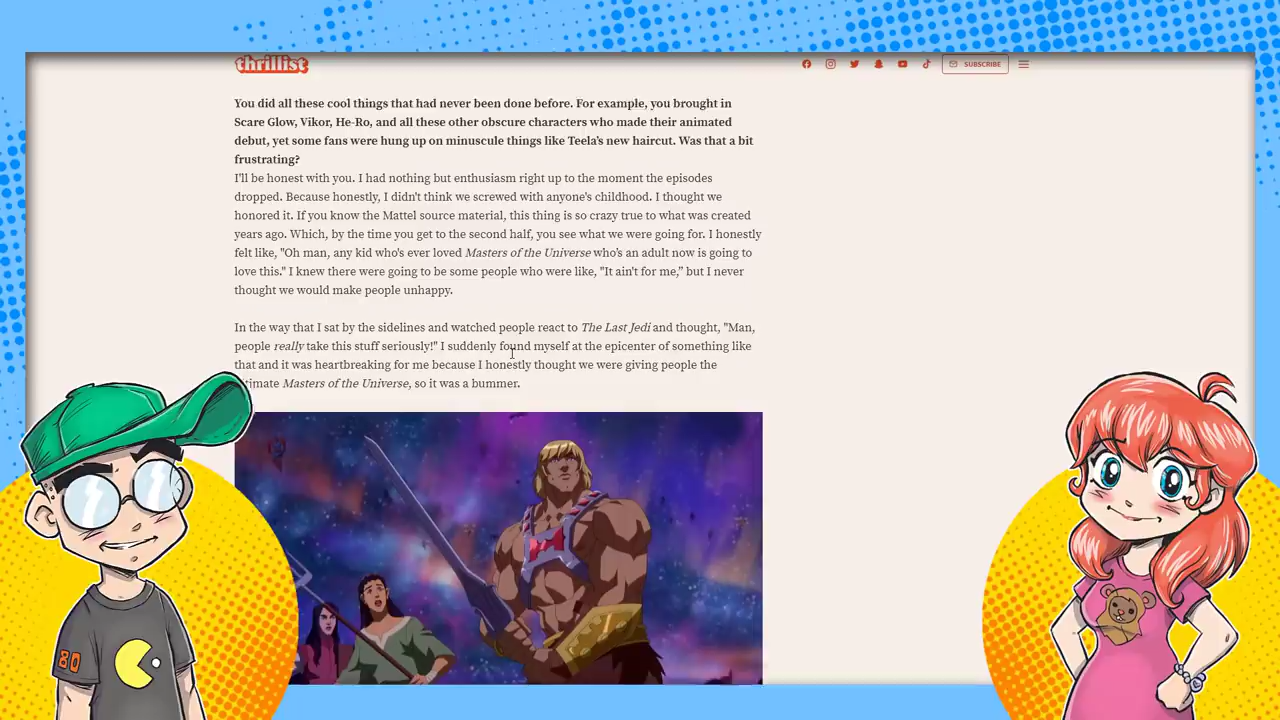 thrillist
SUBSCRIBE
You did all these cool things that had never been done before. For example, you brought in
Scare Glow, Vikor, He-Ro, and all these other obscure characters who made their animated
debut, yet some fans were hung up on minuscule things like Teela’s new haircut. Was that a bit
frustrating?
I'll be honest with you. I had nothing but enthusiasm right up to the moment the episodes
dropped. Because honestly, I didn't think we screwed with anyone's childhood. I thought we
honored it. If you know the Mattel source material, this thing is so crazy true to what was created
years ago. Which, by the time you get to the second half, you see what we were going for. I honestly
felt like, "Oh man, any kid who's ever loved Masters of the Universe who’s an adult now is going to
love this." I knew there were going to be some people who were like, "It ain't for me,” but I never
thought we would make people unhappy.
In the way that I sat by the sidelines and watched people react to The Last Jedi and thought, "Man,
people really take this stuff seriously!" I suddenly found myself at the epicenter of something like
that and it was heartbreaking for me because I honestly thought we were giving people the
timate Masters of the Universe, so it was a bummer.
80